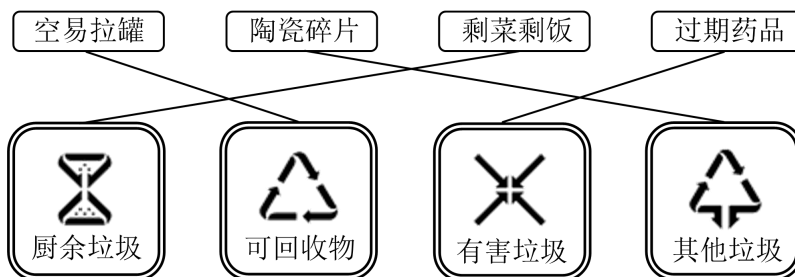 空易拉罐
陶瓷碎片
剩菜剩饭
过期药品
厨余垃圾
可回收物
有害垃圾
其他垃圾